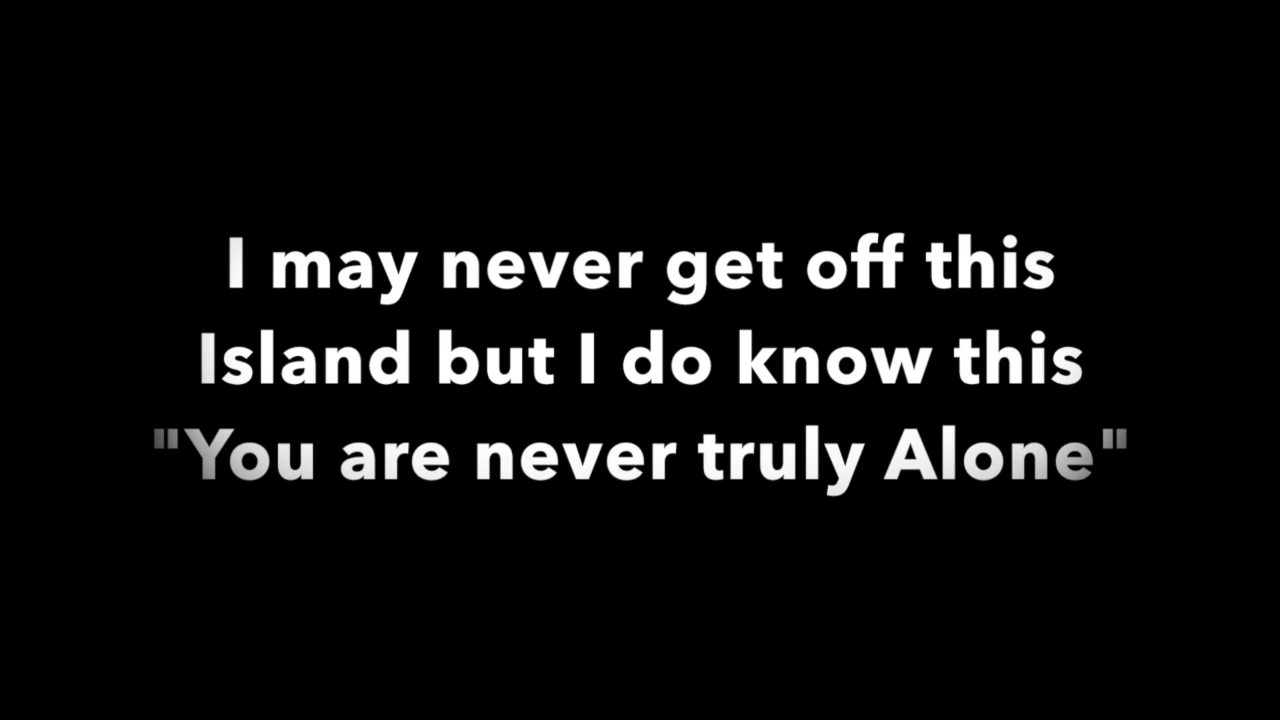 I may never get off this
Island but I do know this
"You are never truly Alone"